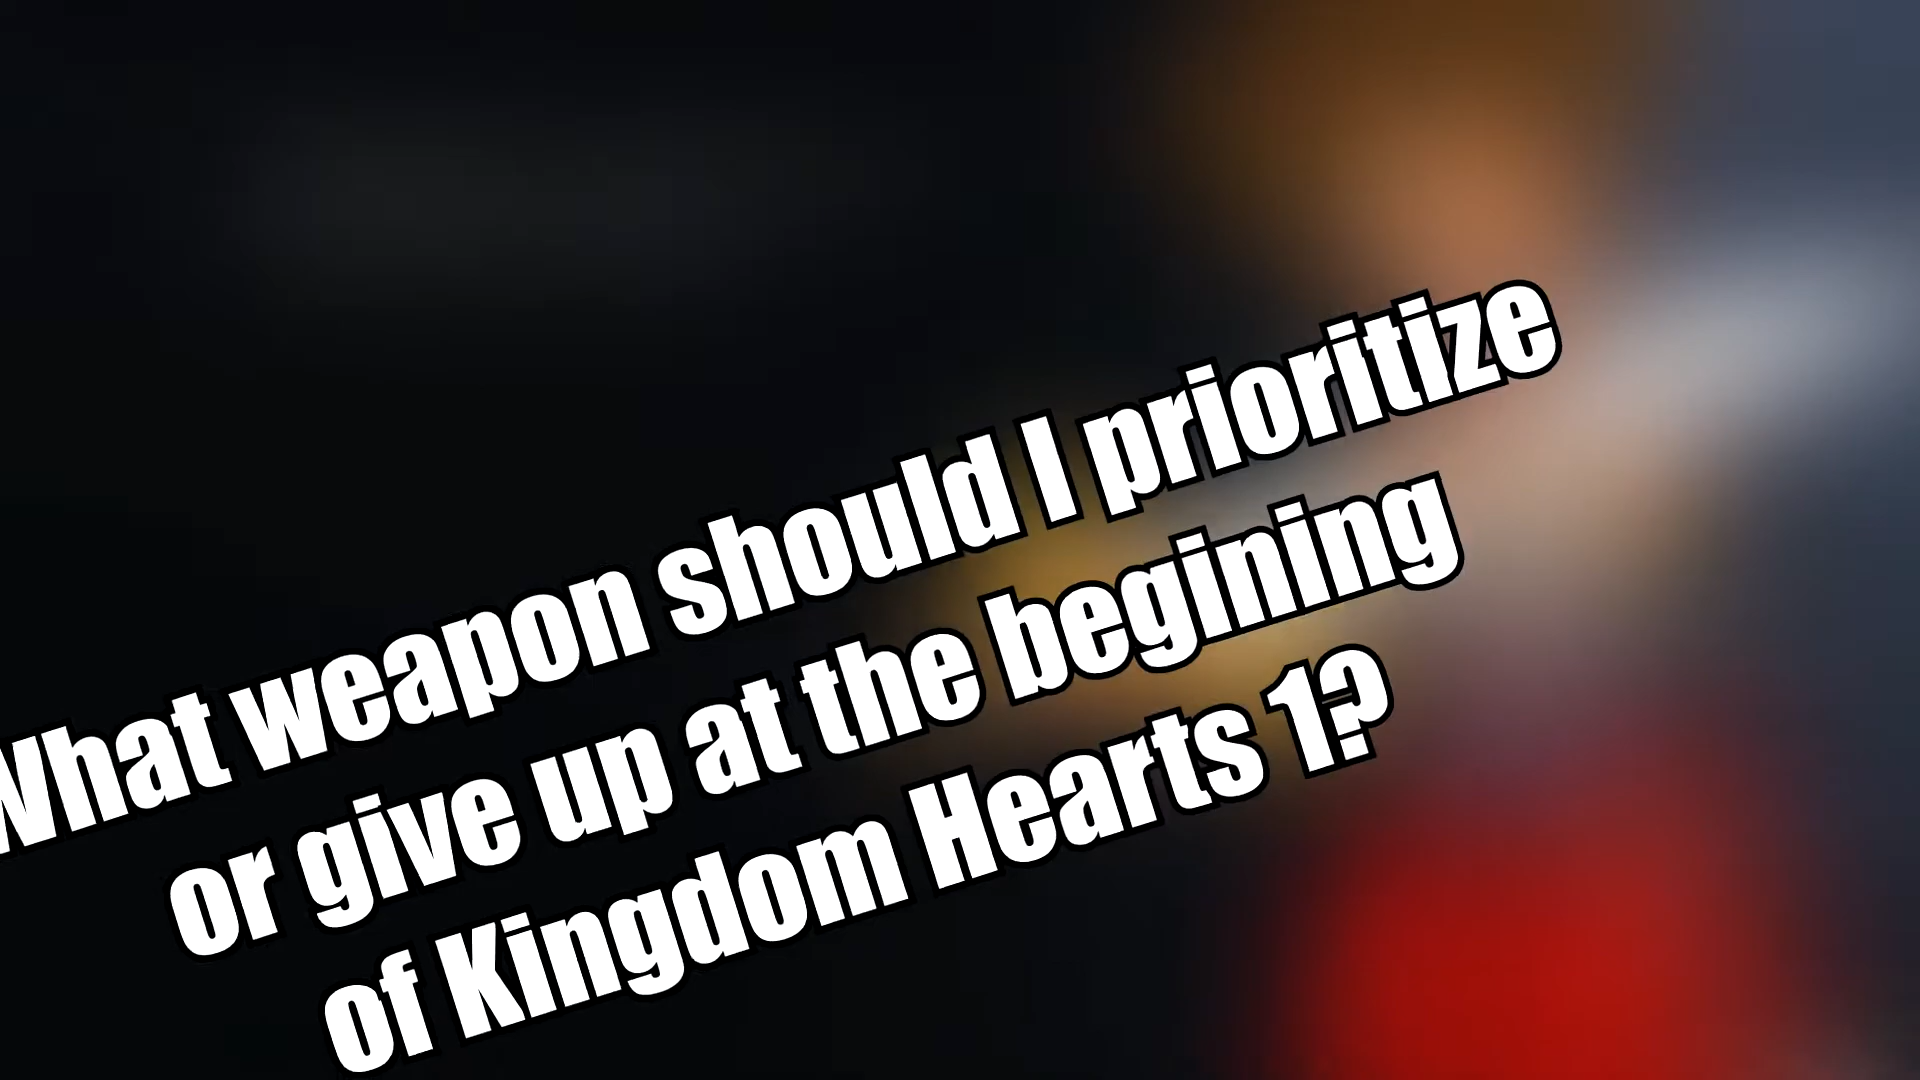 What weapon should I prioritize
or give up at the begining
of Kingdom Hearts 1?